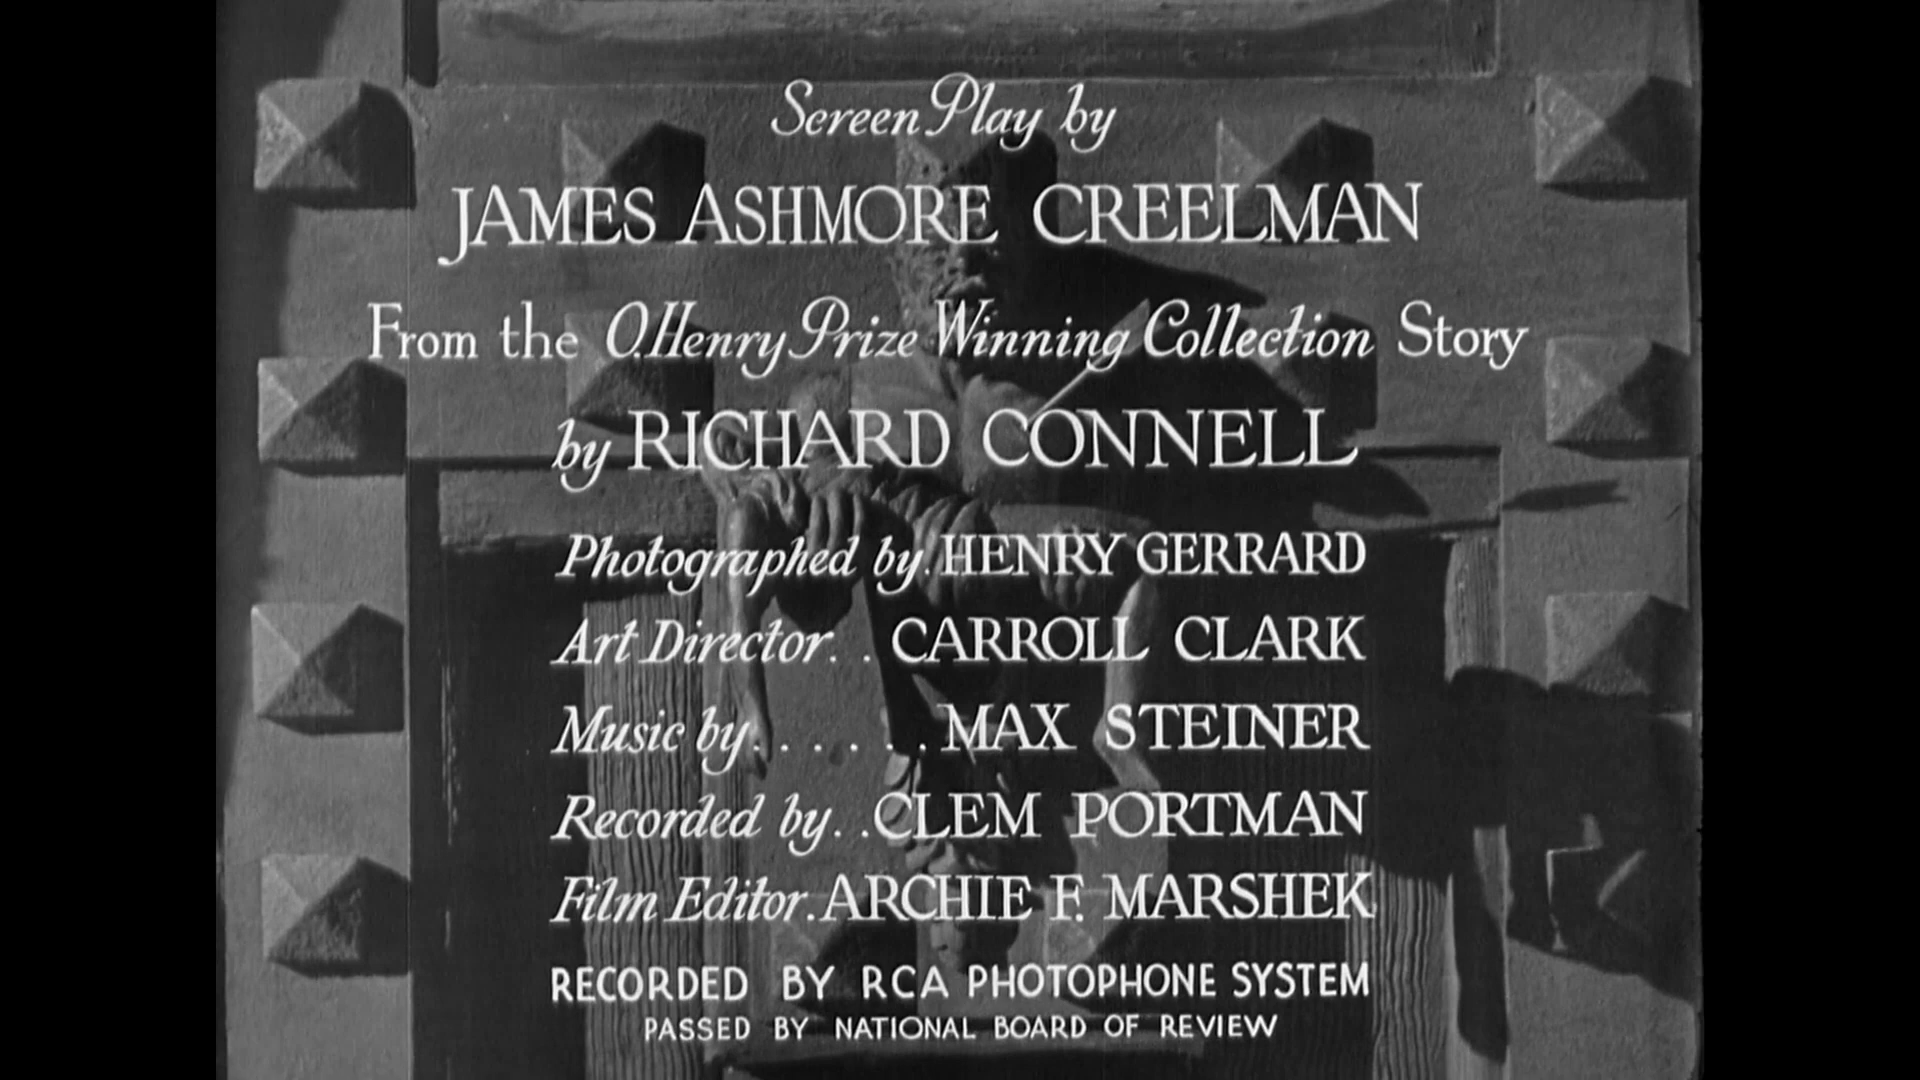 Screen Play by
JAMES ASHMORE CREELMAN
From the O.Henry Prize Winning Collection Story
by RICHARD CONNELL
Photographed by. HENRY GERRARD
Art Director. . CARROLL CLARK
Music by. . . . . . MAX STEINER
Recorded by. . CLEM PORTMAN
Film Editor. ARCHIE F. MARSHEK
RECORDED BY RCA PHOTOPHONE SYSTEM
PASSED BY NATIONAL BOARD OF REVIEW